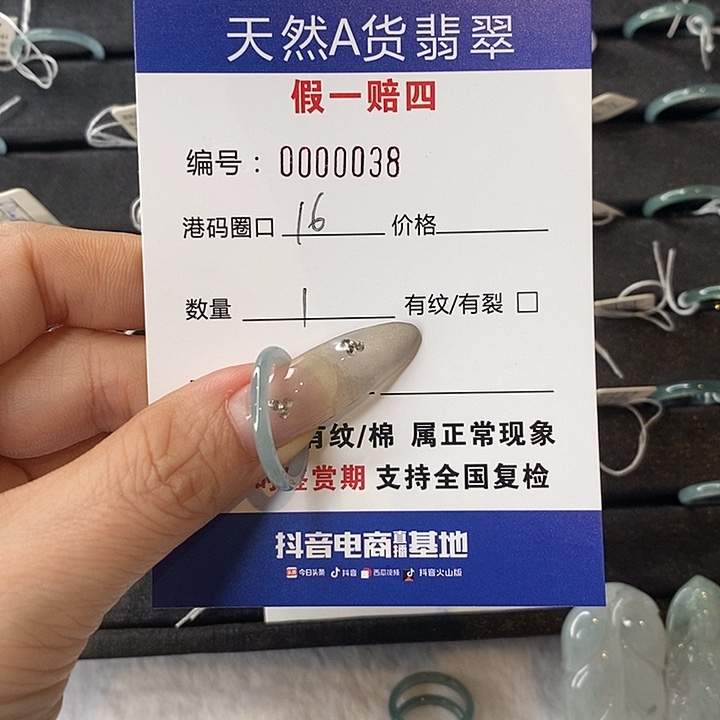 天然A货翡翠
假一赔四
编号：0000038
港码圈口 16 价格
数量 1 有纹/有裂 □
有纹/棉 属正常现象
赏期 支持全国复检
抖音电商直播基地
今日头条 抖音 西瓜视频 抖音火山版